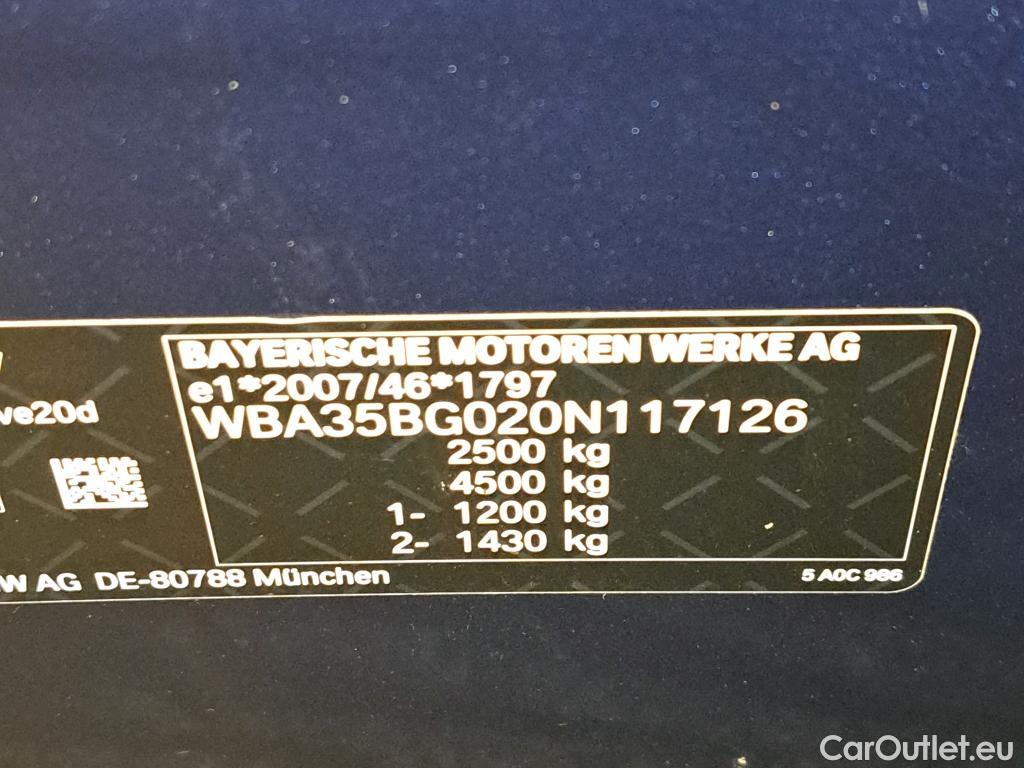 BAYERISCHE MOTOREN WERKE AG
e1*2007/46*1797
ve20d
WBA35BG020N117126
2500 kg
4500 kg
1- 1200 kg
2- 1430 kg
W AG DE-80788 München
5 A0C 986
CarOutlet.eu